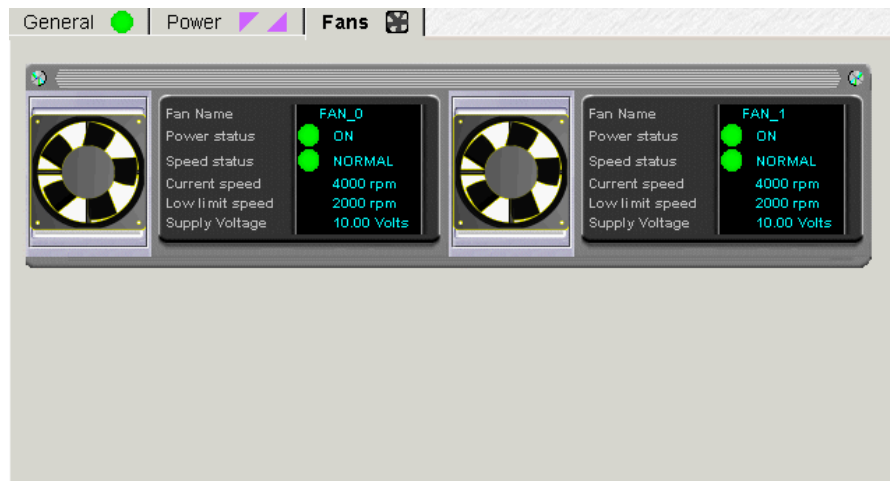 General Power Fans
Fan Name FAN_0
Power status ON
Speed status NORMAL
Current speed 4000 rpm
Low limit speed 2000 rpm
Supply Voltage 10.00 Volts
Fan Name FAN_1
Power status ON
Speed status NORMAL
Current speed 4000 rpm
Low limit speed 2000 rpm
Supply Voltage 10.00 Volts